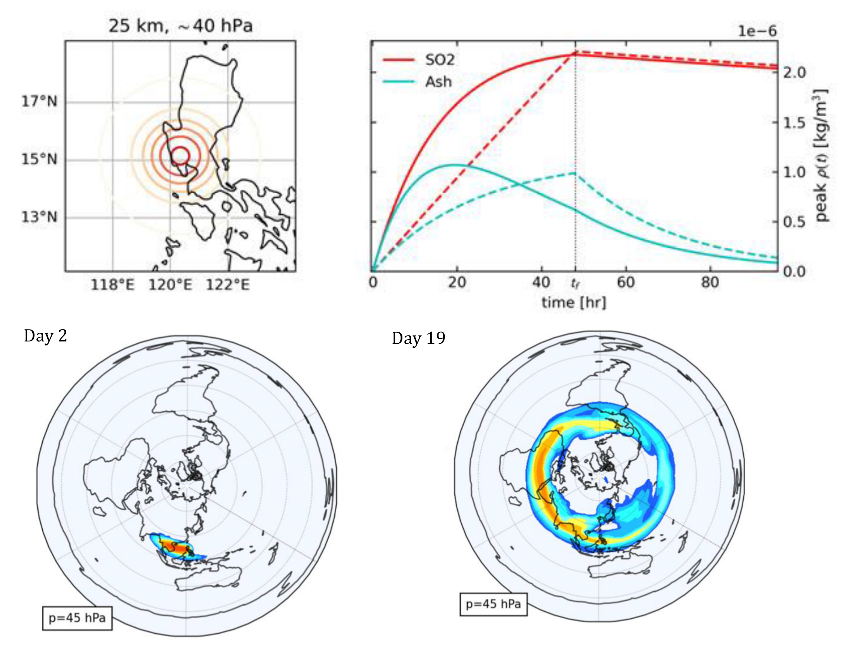 25 km, ~40 hPa
17°N
15°N
13°N
118°E 120°E 122°E
1e−6
SO2
Ash
2.0
1.5
1.0
0.5
0.0
peak ρ(t) [kg/m³]
0 20 40 tf 60 80
time [hr]
Day 2
Day 19
p=45 hPa
p=45 hPa